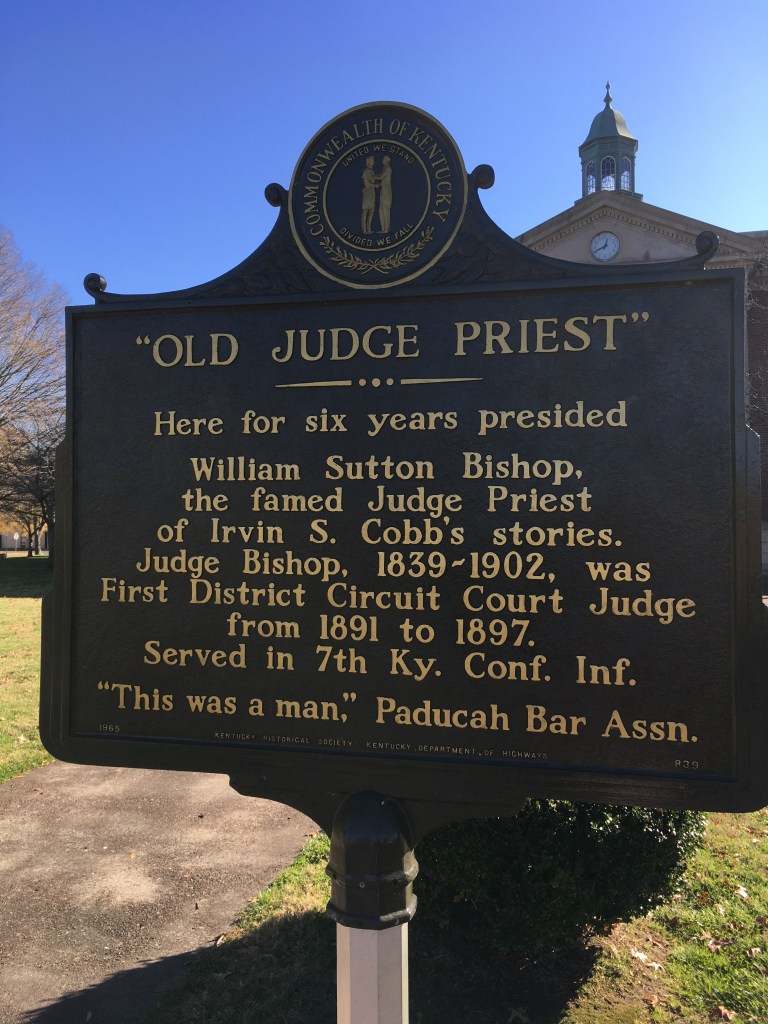 COMMONWEALTH OF KENTUCKY
UNITED WE STAND
DIVIDED WE FALL
"OLD JUDGE PRIEST"
Here for six years presided
William Sutton Bishop,
the famed Judge Priest
of Irvin S. Cobb's stories.
Judge Bishop, 1839-1902, was
First District Circuit Court Judge
from 1891 to 1897.
Served in 7th Ky. Conf. Inf.
"This was a man," Paducah Bar Assn.
1965 KENTUCKY HISTORICAL SOCIETY KENTUCKY DEPARTMENT OF HIGHWAYS 839